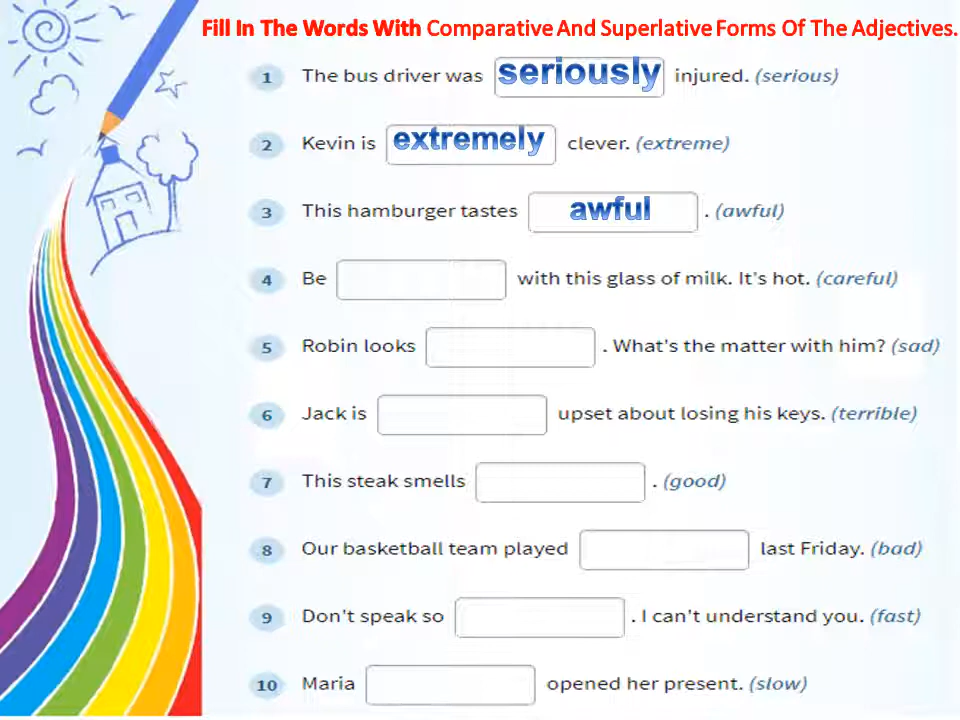 Fill In The Words With Comparative And Superlative Forms Of The Adjectives.
1 The bus driver was seriously injured. (serious)
2 Kevin is extremely clever. (extreme)
3 This hamburger tastes awful . (awful)
4 Be with this glass of milk. It's hot. (careful)
5 Robin looks . What's the matter with him? (sad)
6 Jack is upset about losing his keys. (terrible)
7 This steak smells . (good)
8 Our basketball team played last Friday. (bad)
9 Don't speak so . I can't understand you. (fast)
10 Maria opened her present. (slow)